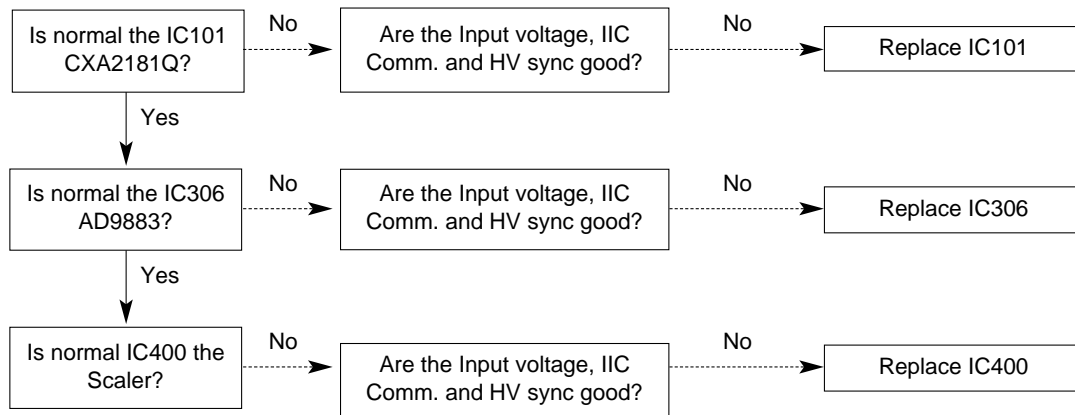 Is normal the IC101
CXA2181Q?
No
Are the Input voltage, IIC
Comm. and HV sync good?
No
Replace IC101
Yes
Is normal the IC306
AD9883?
No
Are the Input voltage, IIC
Comm. and HV sync good?
No
Replace IC306
Yes
Is normal IC400 the
Scaler?
No
Are the Input voltage, IIC
Comm. and HV sync good?
No
Replace IC400